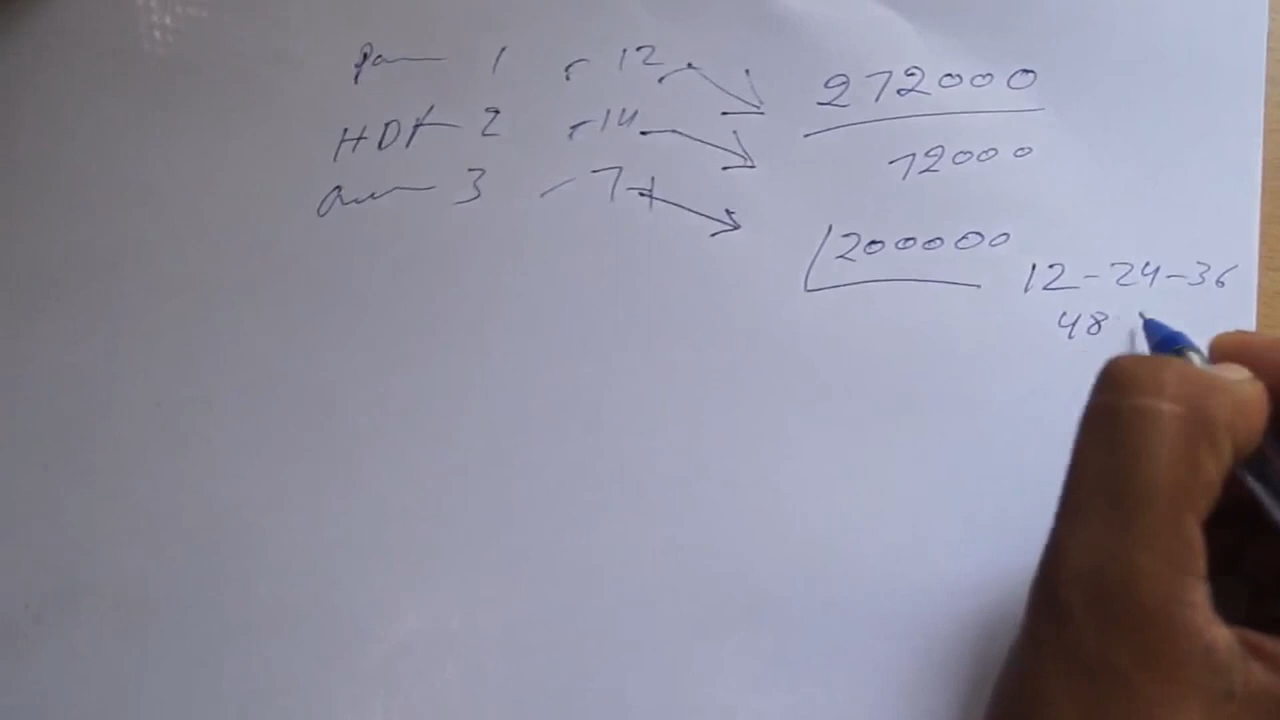 1 - 12 272000
HDF 2 - 14 72000
3 - 7 200000
12 - 24 - 36
48